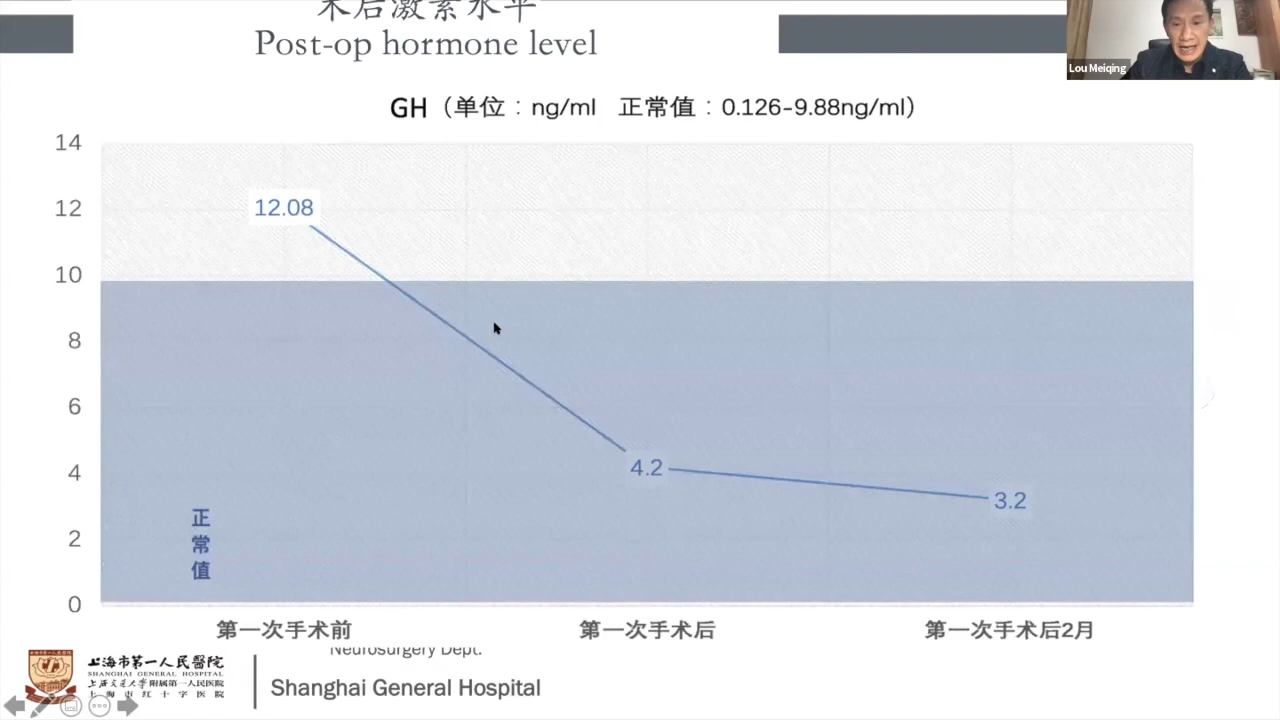 术后激素水平
Post-op hormone level
Lou Meiqing
GH（单位：ng/ml 正常值：0.126-9.88ng/ml）
14
12
10
8
6
4
2
0
12.08
4.2
3.2
正
常
值
第一次手术前
第一次手术后
第一次手术后2月
Neurosurgery Dept.
上海市第一人民醫院
SHANGHAI GENERAL HOSPITAL
上海交通大学附属第一人民医院
上海市红十字医院
Shanghai General Hospital